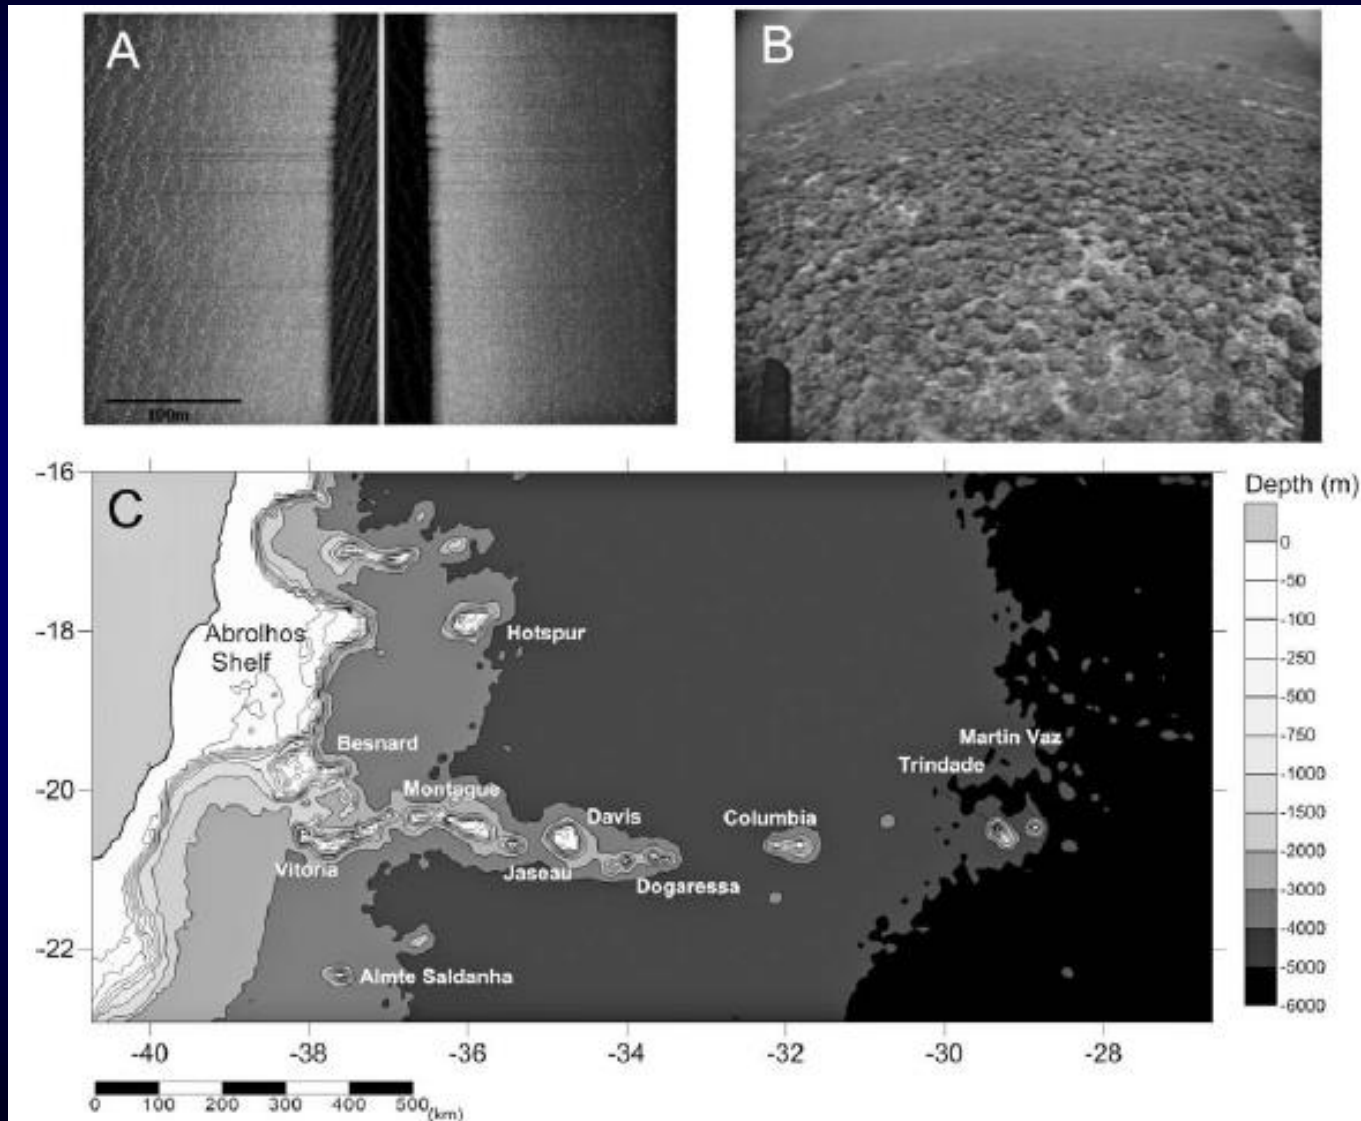 A
B
100m
C
-16
-18
-20
-22
-40
-38
-36
-34
-32
-30
-28
Abrolhos
Shelf
Hotspur
Besnard
Montague
Vitoria
Davis
Jaseau
Dogaressa
Columbia
Martin Vaz
Trindade
Almte Saldanha
Depth (m)
0
-50
-100
-250
-500
-750
-1000
-1500
-2000
-3000
-4000
-5000
-6000
0 100 200 300 400 500 (km)